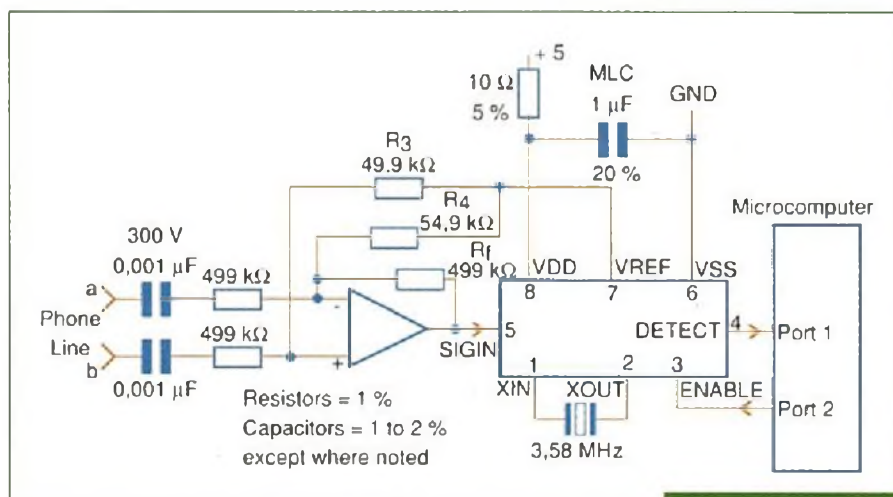 + 5
10 Ω
5 %
MLC
1 µF
20 %
GND
R3
49.9 kΩ
R4
54,9 kΩ
Rf
499 kΩ
Microcomputer
300 V
0,001 µF
499 kΩ
a
Phone
Line
b
499 kΩ
0,001 µF
-
+
VDD
VREF
VSS
8
7
6
5
SIGIN
DETECT
4
Port 1
1
2
3
XIN
XOUT
ENABLE
Port 2
3,58 MHz
Resistors = 1 %
Capacitors = 1 to 2 %
except where noted